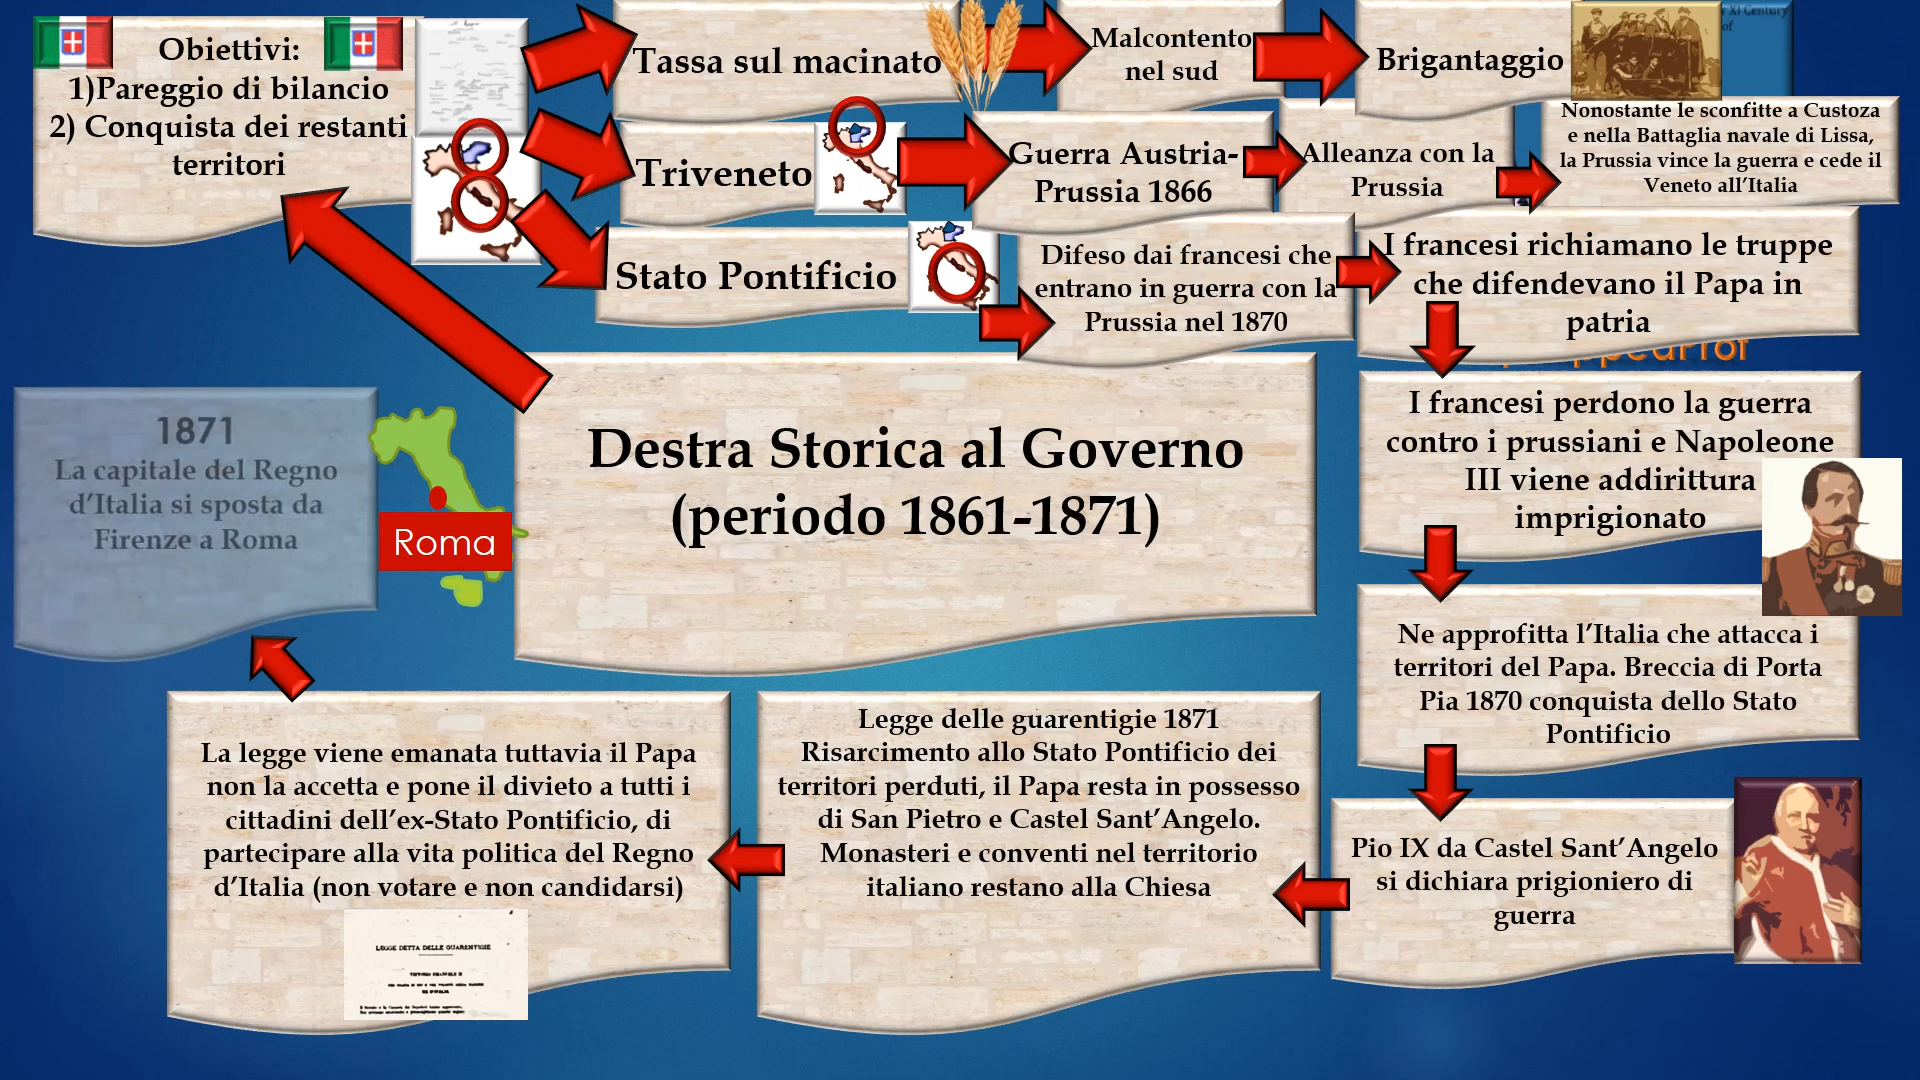 Obiettivi:
1)Pareggio di bilancio
2) Conquista dei restanti
territori
Tassa sul macinato
Malcontento
nel sud
Brigantaggio
XI Century
of
Triveneto
Guerra Austria-
Prussia 1866
Alleanza con la
Prussia
Nonostante le sconfitte a Custoza
e nella Battaglia navale di Lissa,
la Prussia vince la guerra e cede il
Veneto all’Italia
Stato Pontificio
Difeso dai francesi che
entrano in guerra con la
Prussia nel 1870
I francesi richiamano le truppe
che difendevano il Papa in
patria
I francesi perdono la guerra
contro i prussiani e Napoleone
III viene addirittura
imprigionato
Destra Storica al Governo
(periodo 1861-1871)
1871
La capitale del Regno
d’Italia si sposta da
Firenze a Roma
Roma
Ne approfitta l’Italia che attacca i
territori del Papa. Breccia di Porta
Pia 1870 conquista dello Stato
Pontificio
Pio IX da Castel Sant’Angelo
si dichiara prigioniero di
guerra
Legge delle guarentigie 1871
Risarcimento allo Stato Pontificio dei
territori perduti, il Papa resta in possesso
di San Pietro e Castel Sant’Angelo.
Monasteri e conventi nel territorio
italiano restano alla Chiesa
La legge viene emanata tuttavia il Papa
non la accetta e pone il divieto a tutti i
cittadini dell’ex-Stato Pontificio, di
partecipare alla vita politica del Regno
d’Italia (non votare e non candidarsi)
LEGGE DETTA DELLE GUARENTIGIE
VITTORIO EMANUELE II
RE D'ITALIA